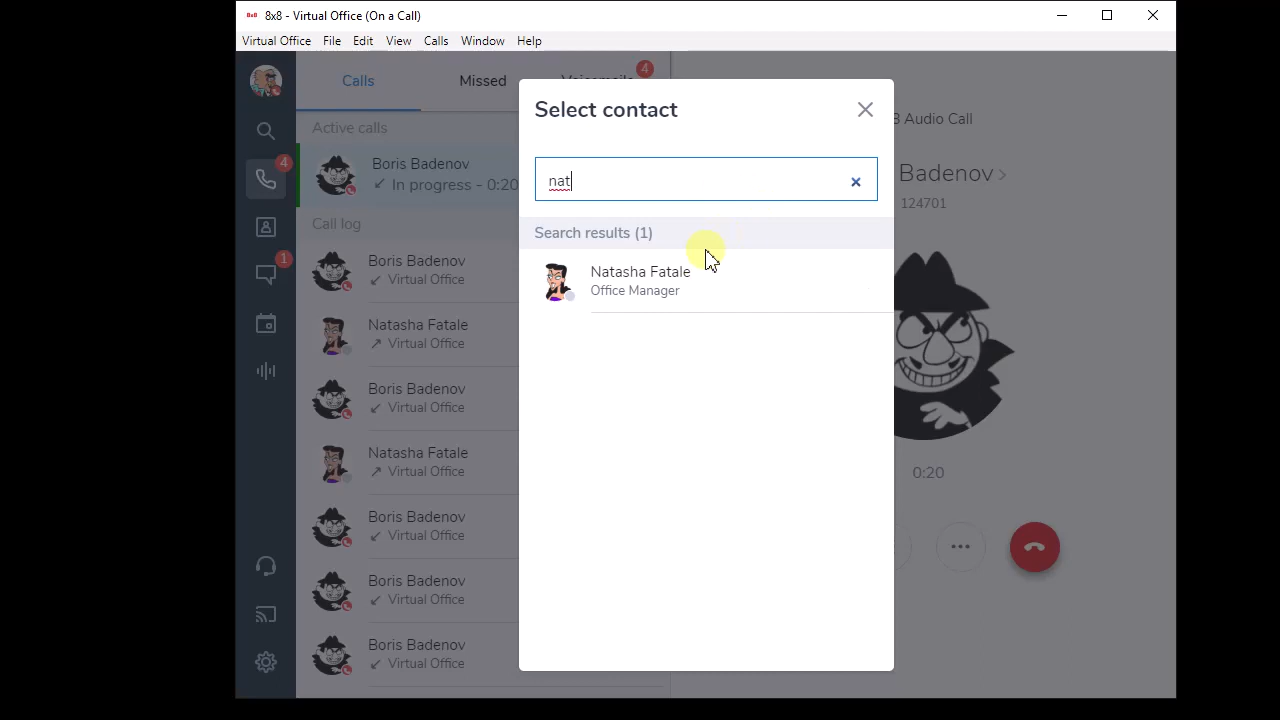 8x8 8x8 - Virtual Office (On a Call)
Virtual Office File Edit View Calls Window Help
Calls Missed Voicemails 4
Active calls
Boris Badenov
In progress - 0:20
Call log
4
1
Boris Badenov
Virtual Office
Natasha Fatale
Virtual Office
Boris Badenov
Virtual Office
Natasha Fatale
Virtual Office
Boris Badenov
Virtual Office
Boris Badenov
Virtual Office
Boris Badenov
Virtual Office
Select contact
nat
Search results (1)
Natasha Fatale
Office Manager
Audio Call
Badenov
124701
0:20